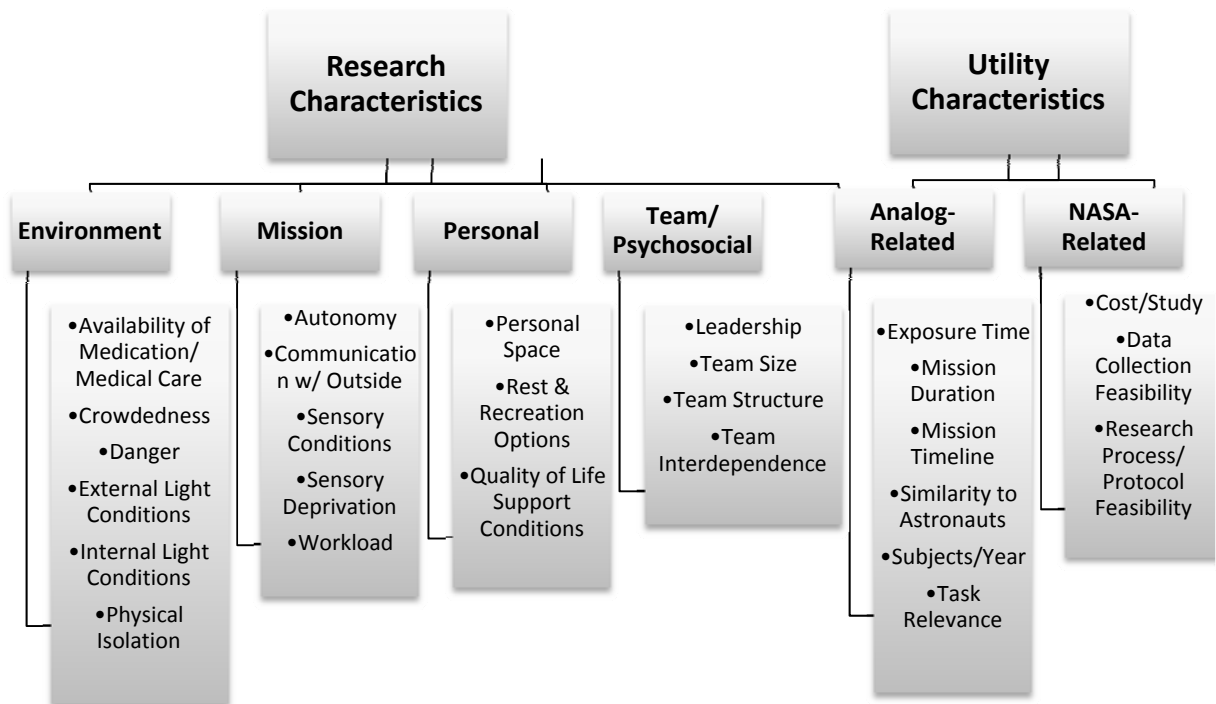 Research
Characteristics
Utility
Characteristics
Environment
Mission
Personal
Team/
Psychosocial
Analog-
Related
NASA-
Related
•Availability of
Medication/
Medical Care
•Crowdedness
•Danger
•External Light
Conditions
•Internal Light
Conditions
•Physical
Isolation
•Autonomy
•Communicatio
n w/ Outside
•Sensory
Conditions
•Sensory
Deprivation
•Workload
•Personal
Space
•Rest &
Recreation
Options
•Quality of Life
Support
Conditions
•Leadership
•Team Size
•Team Structure
•Team
Interdependence
•Exposure Time
•Mission
Duration
•Mission
Timeline
•Similarity to
Astronauts
•Subjects/Year
•Task
Relevance
•Cost/Study
•Data
Collection
Feasibility
•Research
Process/
Protocol
Feasibility